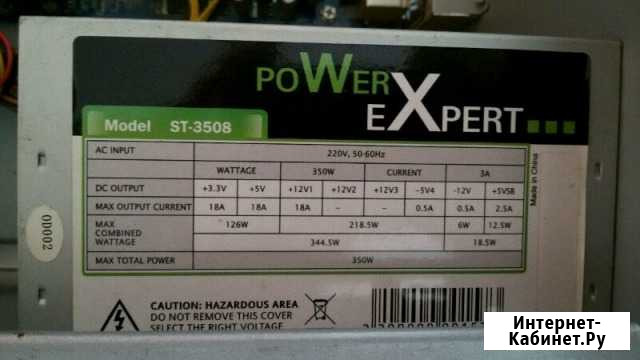 POWER
EXPERT
Model ST-3508
AC INPUT 220V, 50-60Hz
WATTAGE 350W CURRENT 3A
DC OUTPUT +3.3V +5V +12V1 +12V2 +12V3 -5V4 -12V +5VSB
MAX OUTPUT CURRENT 18A 18A 18A – – 0.5A 0.5A 2.5A
MAX COMBINED WATTAGE 126W 218.5W 6W 12.5W
344.5W 18.5W
MAX TOTAL POWER 350W
Made in China
00002
CAUTION: HAZARDOUS AREA
DO NOT REMOVE THIS COVER
SELECT THE RIGHT VOLTAGE
Интернет-
Кабинет.Ру